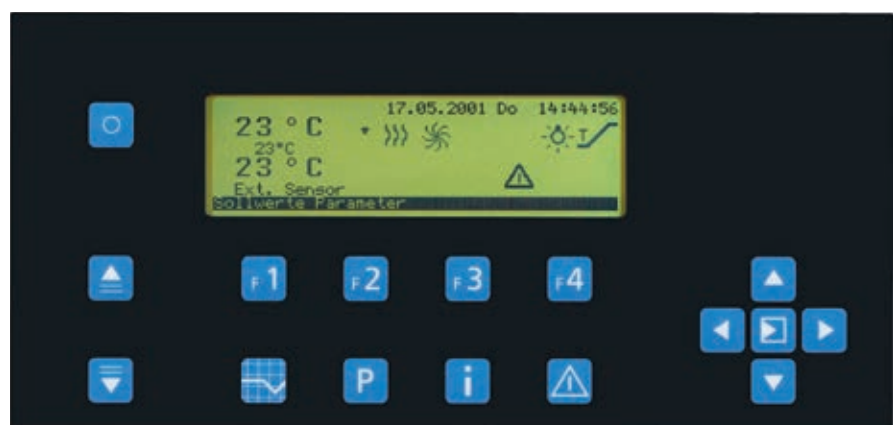 17.05.2001 Do 14:44:56
23 °C
23°C
23 °C
Ext. Sensor
Sollwerte Parameter
T
F1 F2 F3 F4
P i